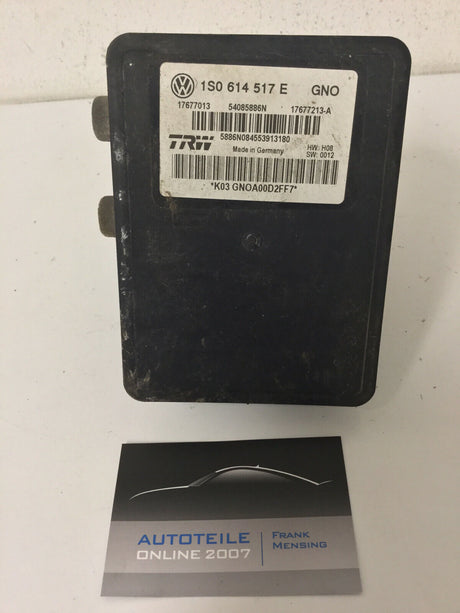 1S0 614 517 E GNO
17677013 54085886N 17677213-A
TRW 5886N084553913180
Made in Germany HW: H08
SW: 0012
*K03 GNOA00D2FF7*
AUTOTEILE
ONLINE 2007
FRANK
MENSING